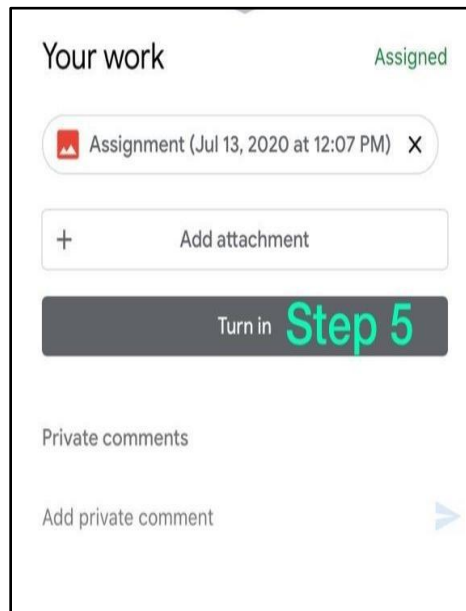 Your work Assigned
Assignment (Jul 13, 2020 at 12:07 PM) X
+ Add attachment
Turn in Step 5
Private comments
Add private comment